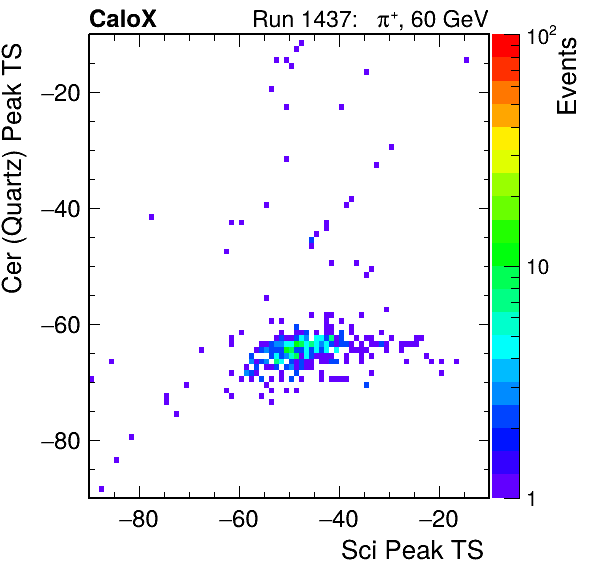 CaloX Run 1437: π⁺, 60 GeV
Cer (Quartz) Peak TS
−20
−40
−60
−80
−80 −60 −40 −20
Sci Peak TS
10²
10
1
Events